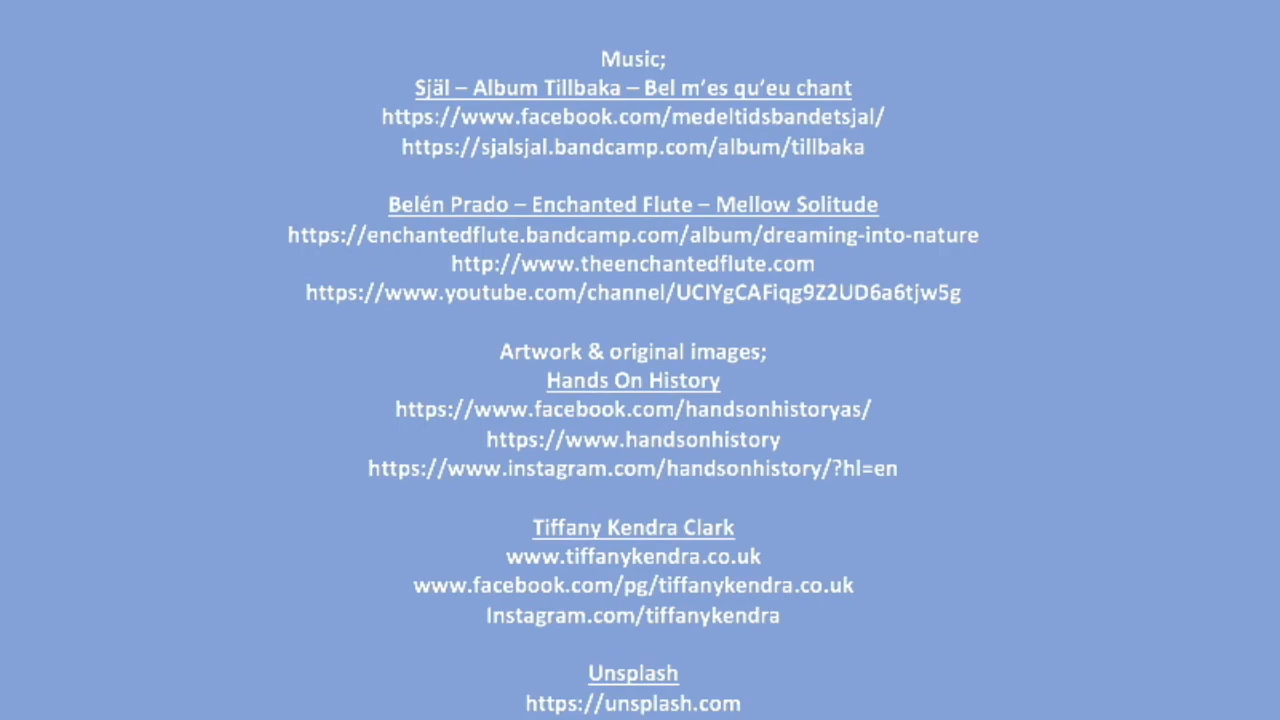 Music;
Själ – Album Tillbaka – Bel m’es qu’eu chant
https://www.facebook.com/medeltidsbandetsjal/
https://sjalsjal.bandcamp.com/album/tillbaka
Belén Prado – Enchanted Flute – Mellow Solitude
https://enchantedflute.bandcamp.com/album/dreaming-into-nature
http://www.theenchantedflute.com
https://www.youtube.com/channel/UCIYgCAFiqg9Z2UD6a6tjw5g
Artwork & original images;
Hands On History
https://www.facebook.com/handsonhistoryas/
https://www.handsonhistory
https://www.instagram.com/handsonhistory/?hl=en
Tiffany Kendra Clark
www.tiffanykendra.co.uk
www.facebook.com/pg/tiffanykendra.co.uk
Instagram.com/tiffanykendra
Unsplash
https://unsplash.com